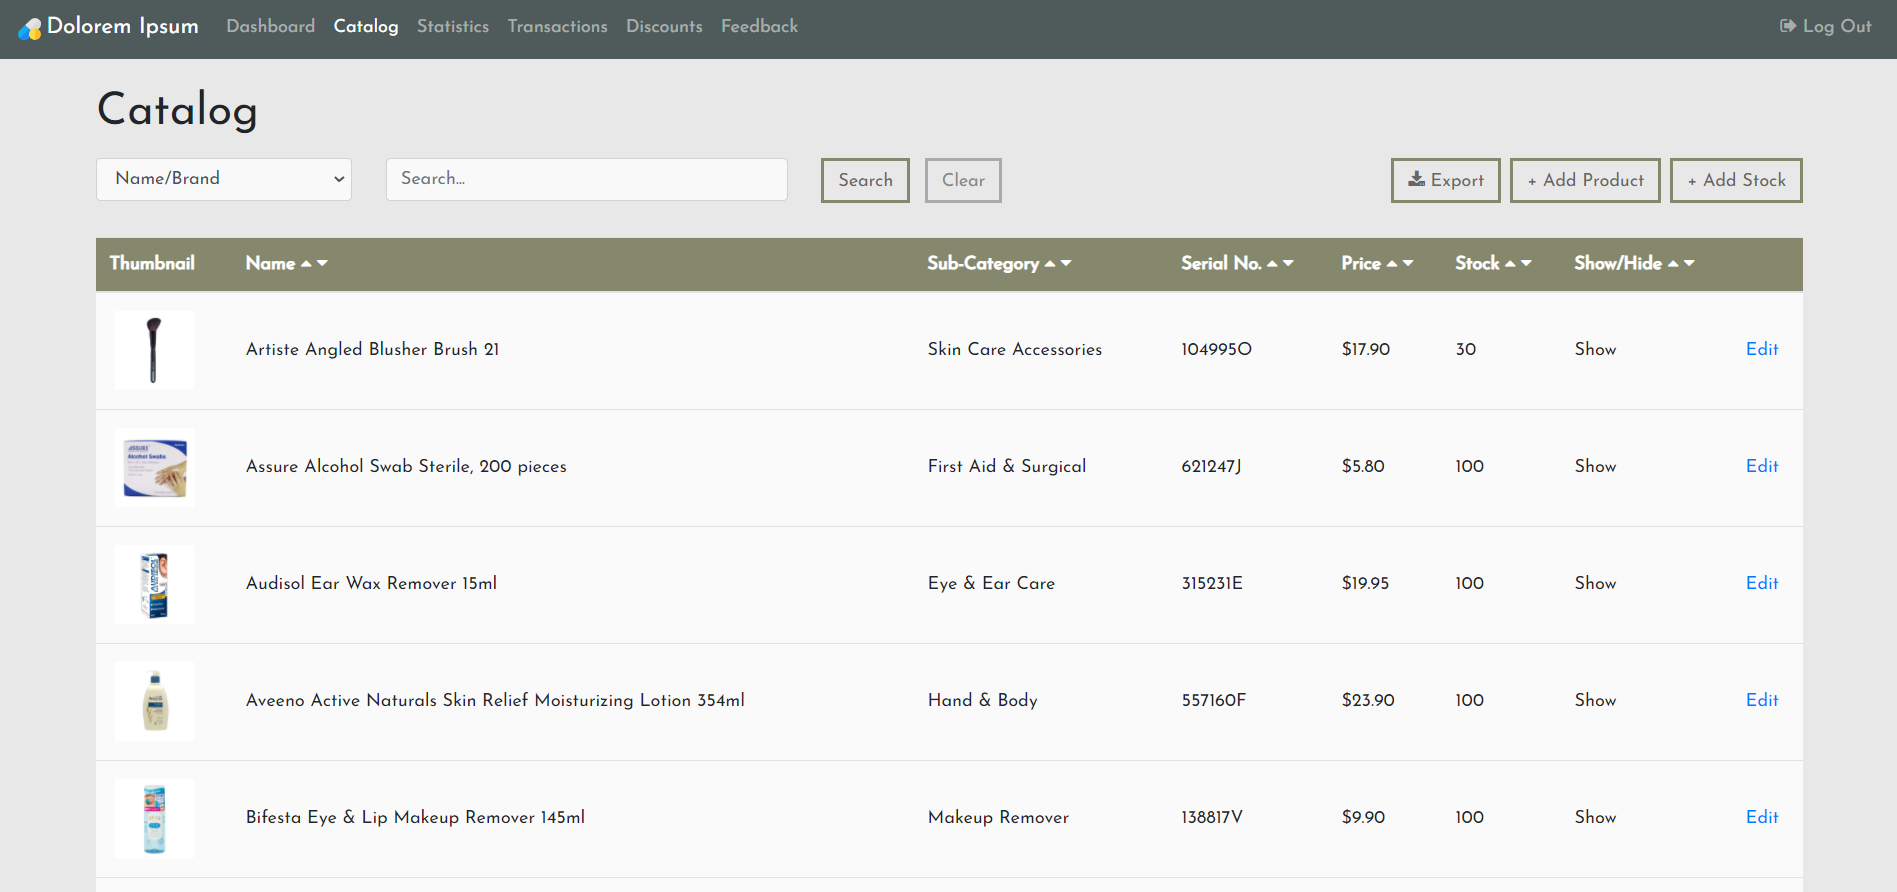 Dolorem Ipsum Dashboard Catalog Statistics Transactions Discounts Feedback Log Out
Catalog
Name/Brand Search... Search Clear Export + Add Product + Add Stock
Thumbnail Name Sub-Category Serial No. Price Stock Show/Hide
Artiste Angled Blusher Brush 21 Skin Care Accessories 104995O $17.90 30 Show Edit
ASSURE
Alcohol Swabs
Assure Alcohol Swab Sterile, 200 pieces First Aid & Surgical 621247J $5.80 100 Show Edit
AUDISOL
Audisol Ear Wax Remover 15ml Eye & Ear Care 315231E $19.95 100 Show Edit
Aveeno Active Naturals Skin Relief Moisturizing Lotion 354ml Hand & Body 557160F $23.90 100 Show Edit
Bifesta Eye & Lip Makeup Remover 145ml Makeup Remover 138817V $9.90 100 Show Edit